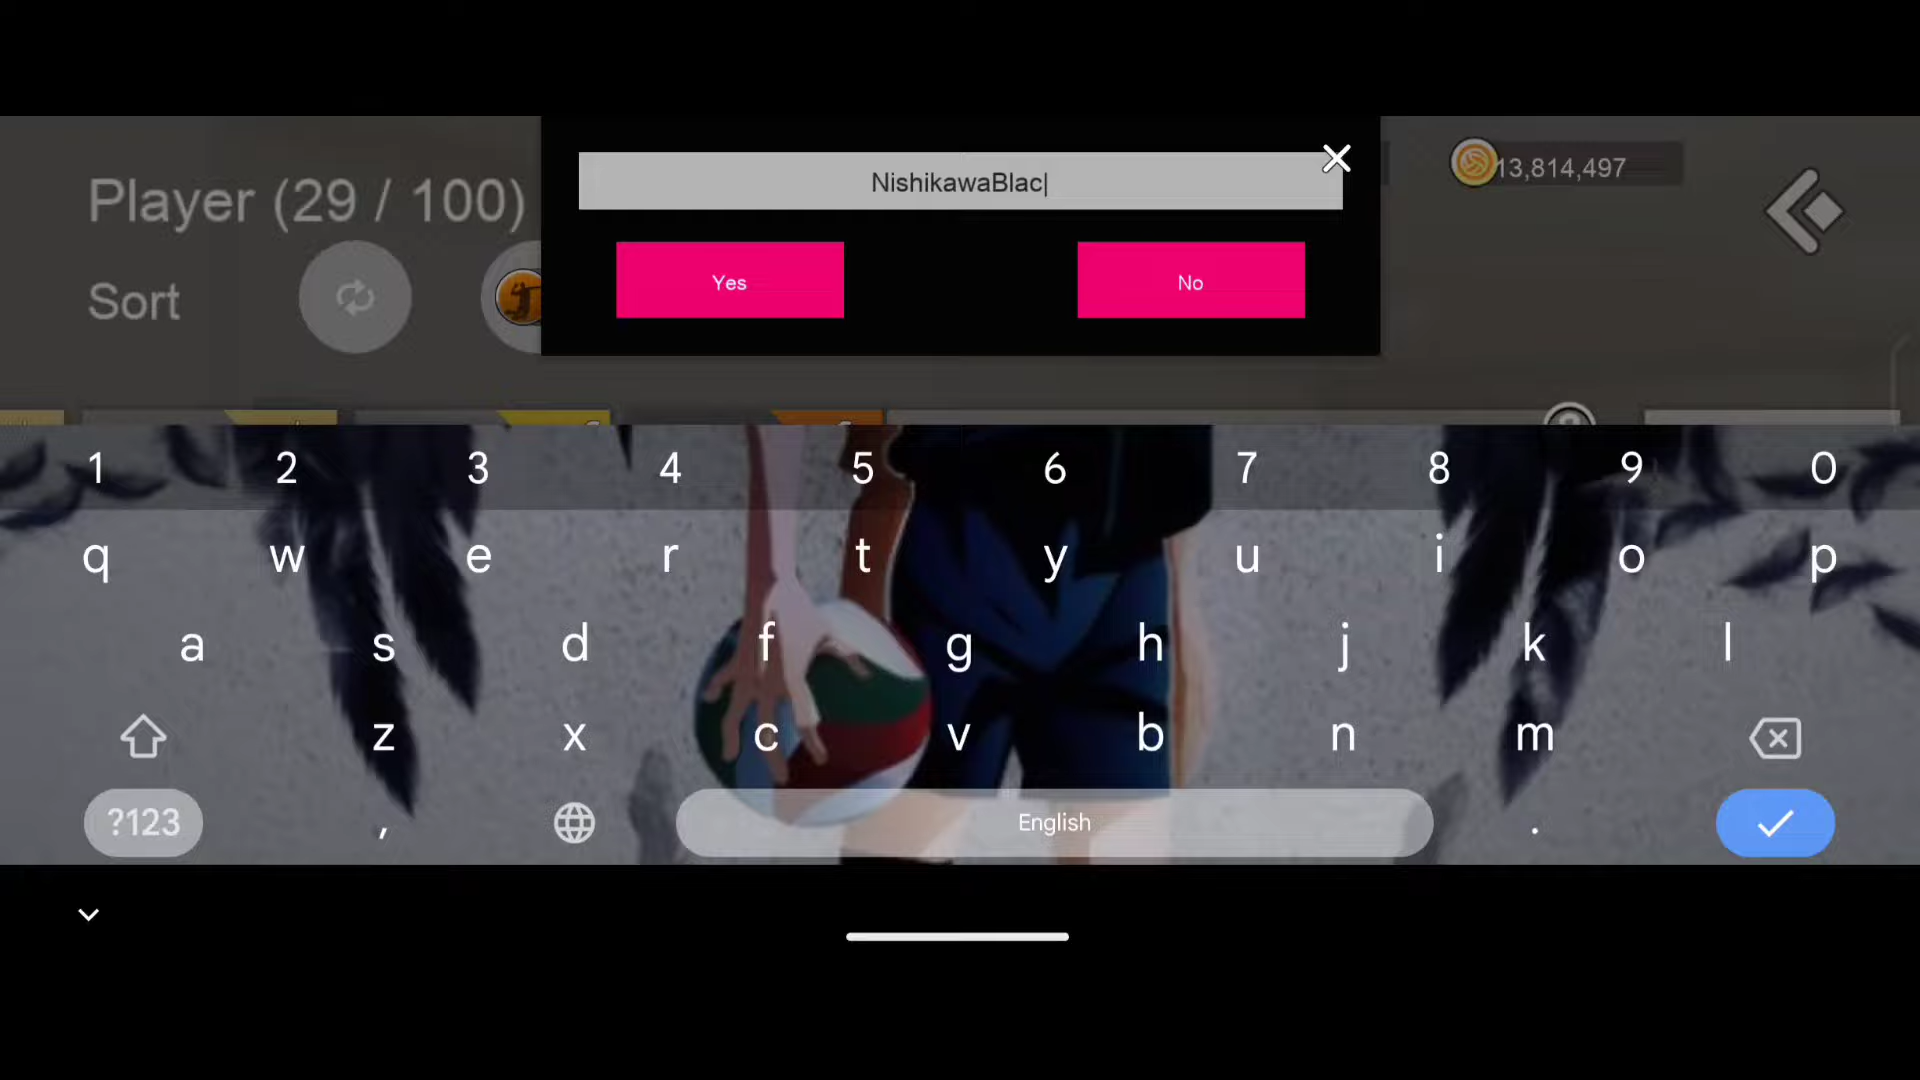 NishikawaBlac
Player (29 / 100)
13,814,497
Yes
No
Sort
1 2 3 4 5 6 7 8 9 0
q w e r t y u i o p
a s d f g h j k l
z x c v b n m
?123 , English .